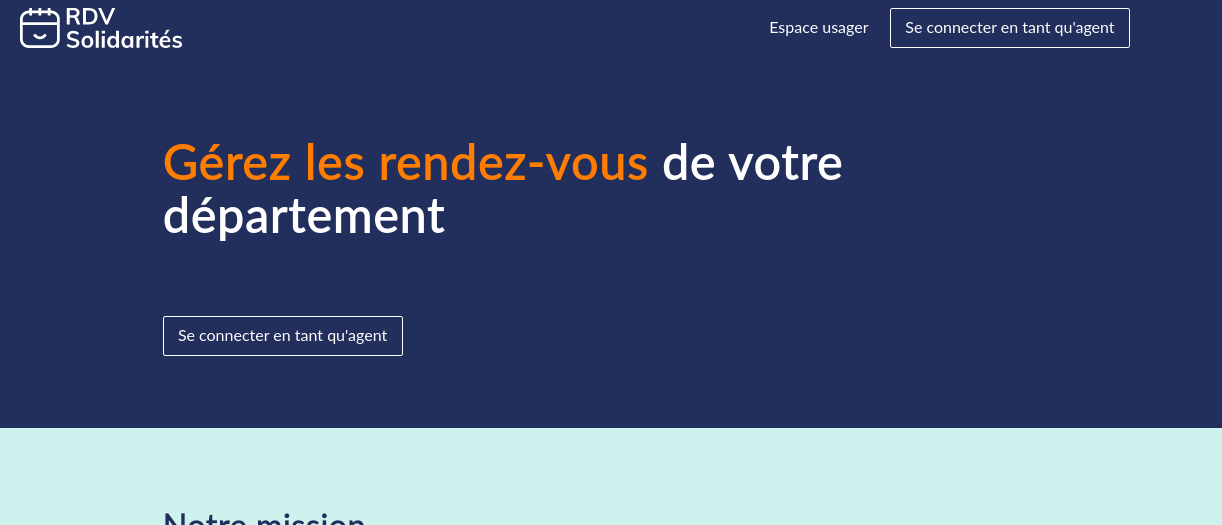 RDV
Solidarités
Espace usager
Se connecter en tant qu'agent
Gérez les rendez-vous de votre
département
Se connecter en tant qu'agent
Notre mission